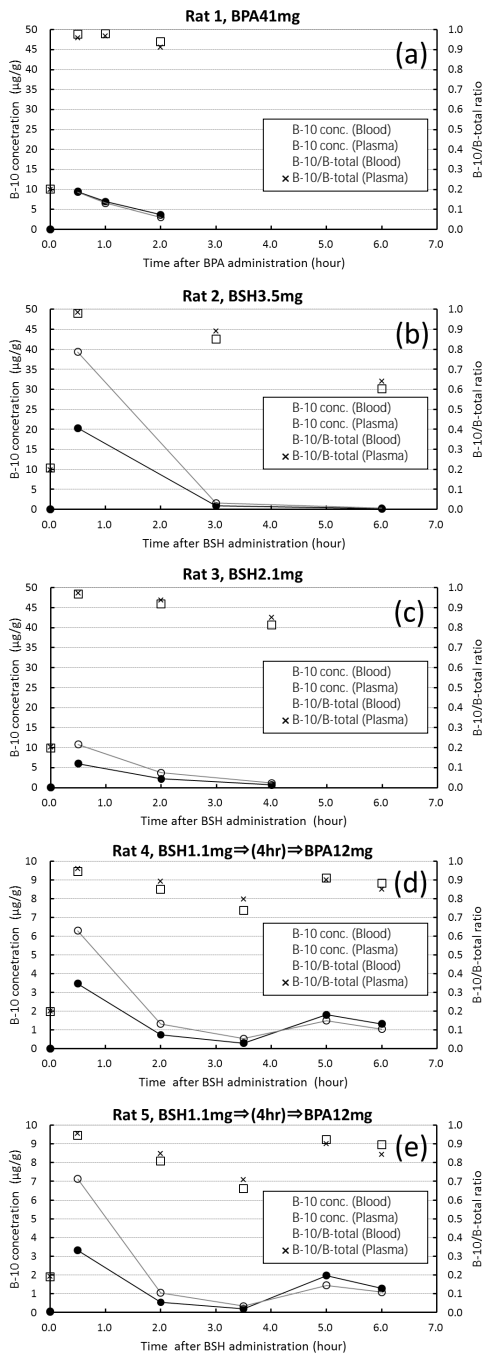 Rat 1, BPA41mg
(a)
B-10 concetration (μg/g)
50
45
40
35
30
25
20
15
10
5
0
1.0
0.9
0.8
0.7
0.6
0.5
0.4
0.3
0.2
0.1
0.0
B-10/B-total ratio
B-10 conc. (Blood)
B-10 conc. (Plasma)
B-10/B-total (Blood)
× B-10/B-total (Plasma)
0.0 1.0 2.0 3.0 4.0 5.0 6.0 7.0
Time after BPA administration (hour)
Rat 2, BSH3.5mg
(b)
B-10 concetration (μg/g)
50
45
40
35
30
25
20
15
10
5
0
1.0
0.9
0.8
0.7
0.6
0.5
0.4
0.3
0.2
0.1
0.0
B-10/B-total ratio
B-10 conc. (Blood)
B-10 conc. (Plasma)
B-10/B-total (Blood)
× B-10/B-total (Plasma)
0.0 1.0 2.0 3.0 4.0 5.0 6.0 7.0
Time after BSH administration (hour)
Rat 3, BSH2.1mg
(c)
B-10 concetration (μg/g)
50
45
40
35
30
25
20
15
10
5
0
1.0
0.9
0.8
0.7
0.6
0.5
0.4
0.3
0.2
0.1
0.0
B-10/B-total ratio
B-10 conc. (Blood)
B-10 conc. (Plasma)
B-10/B-total (Blood)
× B-10/B-total (Plasma)
0.0 1.0 2.0 3.0 4.0 5.0 6.0 7.0
Time after BSH administration (hour)
Rat 4, BSH1.1mg⇒(4hr)⇒BPA12mg
(d)
B-10 concetration (μg/g)
10
9
8
7
6
5
4
3
2
1
0
1.0
0.9
0.8
0.7
0.6
0.5
0.4
0.3
0.2
0.1
0.0
B-10/B-total ratio
B-10 conc. (Blood)
B-10 conc. (Plasma)
B-10/B-total (Blood)
× B-10/B-total (Plasma)
0.0 1.0 2.0 3.0 4.0 5.0 6.0 7.0
Time after BSH administration (hour)
Rat 5, BSH1.1mg⇒(4hr)⇒BPA12mg
(e)
B-10 concetration (μg/g)
10
9
8
7
6
5
4
3
2
1
0
1.0
0.9
0.8
0.7
0.6
0.5
0.4
0.3
0.2
0.1
0.0
B-10/B-total ratio
B-10 conc. (Blood)
B-10 conc. (Plasma)
B-10/B-total (Blood)
× B-10/B-total (Plasma)
0.0 1.0 2.0 3.0 4.0 5.0 6.0 7.0
Time after BSH administration (hour)